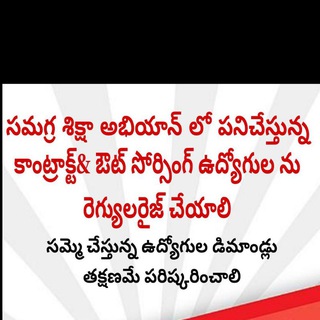 సమగ్ర శిక్షా అభియాన్ లో పనిచేస్తున్న
కాంట్రాక్ట్& ఔట్ సోర్సింగ్ ఉద్యోగుల ను
రెగ్యులరైజ్ చేయాలి
సమ్మె చేస్తున్న ఉద్యోగుల డిమాండ్లు
తక్షణమే పరిష్కరించాలి